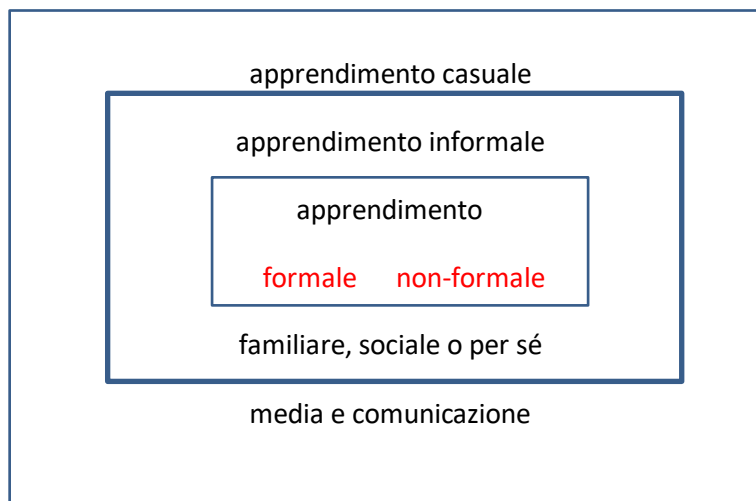 apprendimento casuale
apprendimento informale
apprendimento
formale non-formale
familiare, sociale o per sé
media e comunicazione